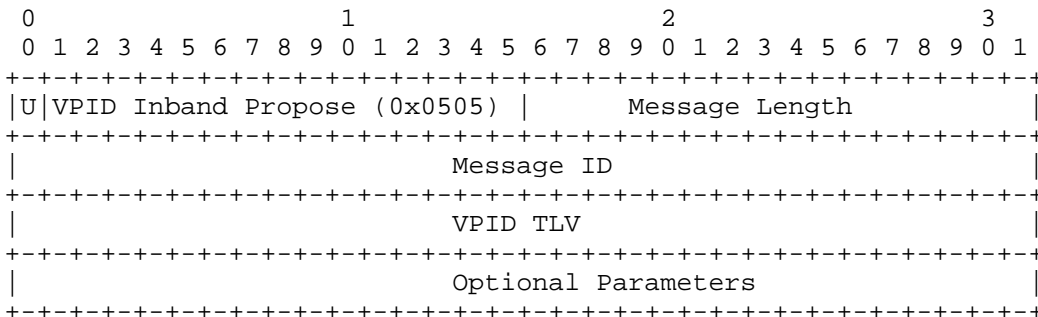 0                   1                   2                   3
 0 1 2 3 4 5 6 7 8 9 0 1 2 3 4 5 6 7 8 9 0 1 2 3 4 5 6 7 8 9 0 1
+-+-+-+-+-+-+-+-+-+-+-+-+-+-+-+-+-+-+-+-+-+-+-+-+-+-+-+-+-+-+-+-+
|U|VPID Inband Propose (0x0505) |      Message Length           |
+-+-+-+-+-+-+-+-+-+-+-+-+-+-+-+-+-+-+-+-+-+-+-+-+-+-+-+-+-+-+-+-+
|                           Message ID                          |
+-+-+-+-+-+-+-+-+-+-+-+-+-+-+-+-+-+-+-+-+-+-+-+-+-+-+-+-+-+-+-+-+
|                           VPID TLV                            |
+-+-+-+-+-+-+-+-+-+-+-+-+-+-+-+-+-+-+-+-+-+-+-+-+-+-+-+-+-+-+-+-+
|                           Optional Parameters                 |
+-+-+-+-+-+-+-+-+-+-+-+-+-+-+-+-+-+-+-+-+-+-+-+-+-+-+-+-+-+-+-+-+